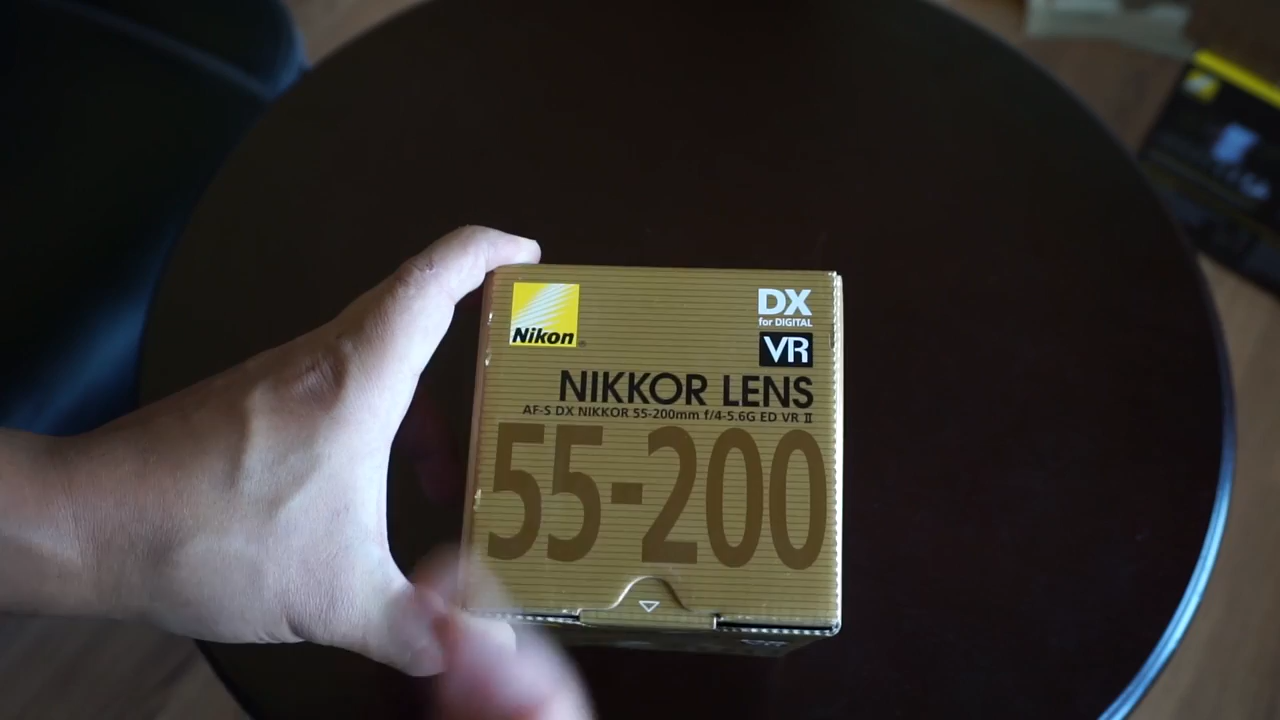 Nikon
DX
for DIGITAL
VR
NIKKOR LENS
AF-S DX NIKKOR 55-200mm f/4-5.6G ED VR II
55-200